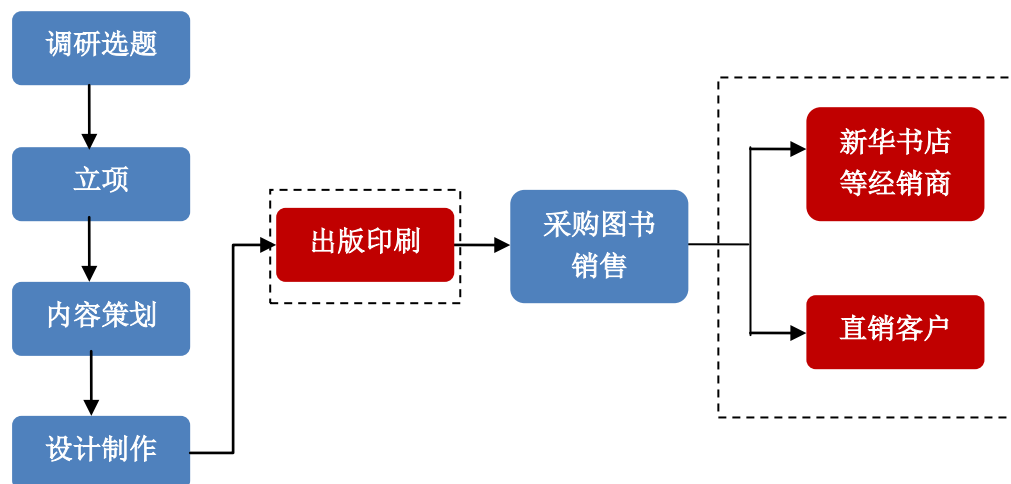 调研选题
立项
内容策划
设计制作
出版印刷
采购图书
销售
新华书店
等经销商
直销客户